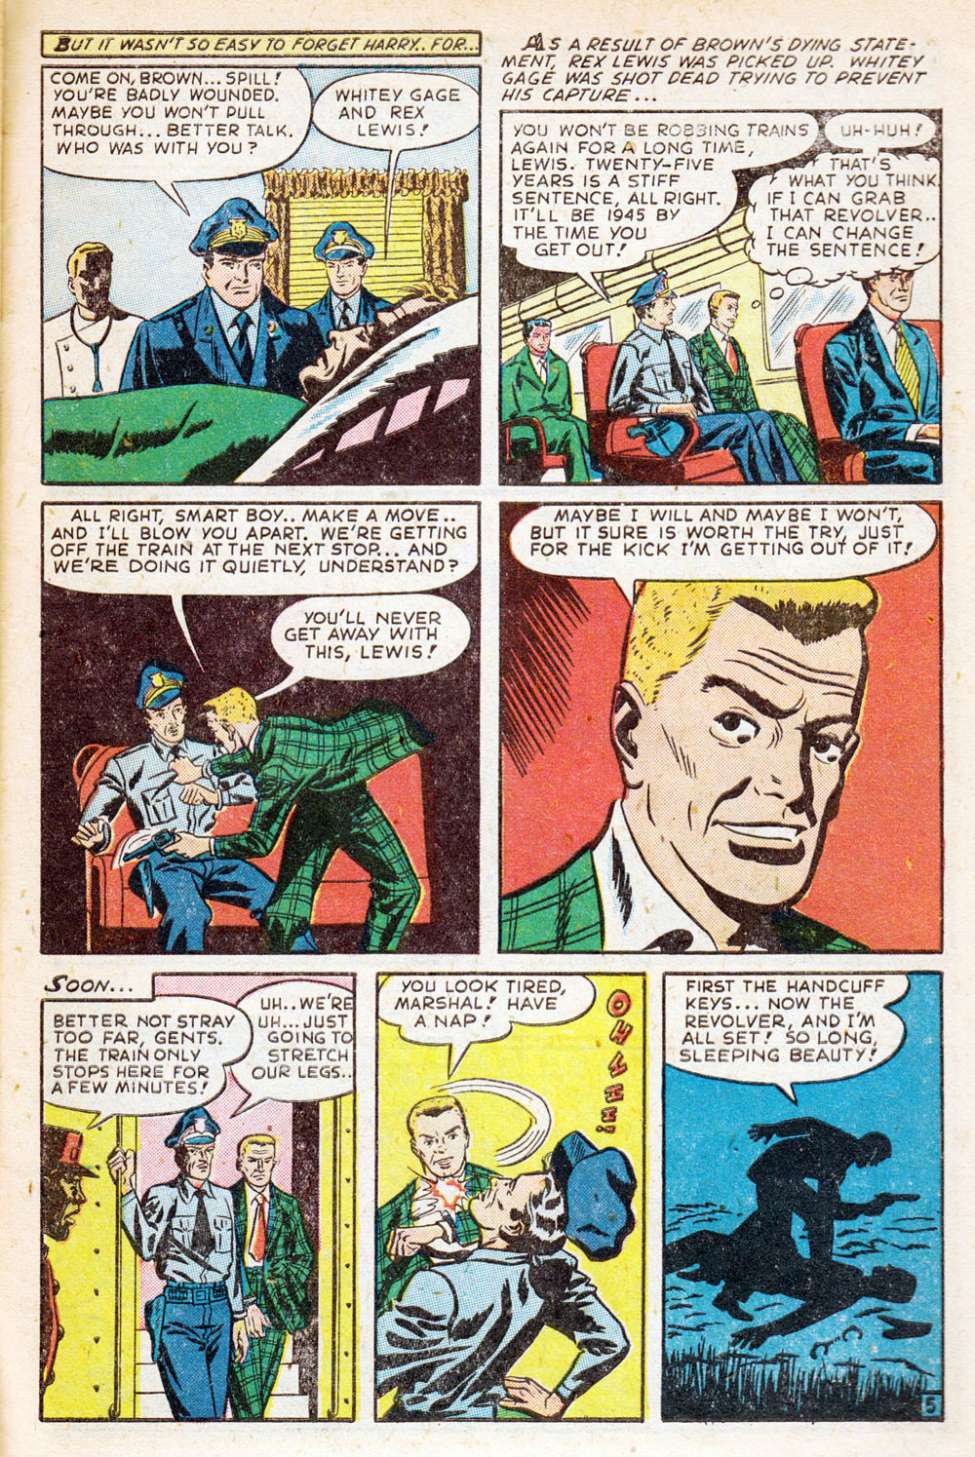 BUT IT WASN'T SO EASY TO FORGET HARRY.. FOR...
COME ON, BROWN... SPILL!
YOU'RE BADLY WOUNDED.
MAYBE YOU WON'T PULL
THROUGH... BETTER TALK.
WHO WAS WITH YOU?
WHITEY GAGE
AND REX
LEWIS!
AS A RESULT OF BROWN'S DYING STATE-
MENT, REX LEWIS WAS PICKED UP. WHITEY
GAGE WAS SHOT DEAD TRYING TO PREVENT
HIS CAPTURE...
YOU WON'T BE ROBBING TRAINS
AGAIN FOR A LONG TIME,
LEWIS. TWENTY-FIVE
YEARS IS A STIFF
SENTENCE, ALL RIGHT.
IT'LL BE 1945 BY
THE TIME YOU
GET OUT!
UH-HUH!
THAT'S
WHAT YOU THINK.
IF I CAN GRAB
THAT REVOLVER..
I CAN CHANGE
THE SENTENCE!
ALL RIGHT, SMART BOY.. MAKE A MOVE..
AND I'LL BLOW YOU APART. WE'RE GETTING
OFF THE TRAIN AT THE NEXT STOP... AND
WE'RE DOING IT QUIETLY, UNDERSTAND?
YOU'LL NEVER
GET AWAY WITH
THIS, LEWIS!
MAYBE I WILL AND MAYBE I WON'T,
BUT IT SURE IS WORTH THE TRY, JUST
FOR THE KICK I'M GETTING OUT OF IT!
SOON...
BETTER NOT STRAY
TOO FAR, GENTS.
THE TRAIN ONLY
STOPS HERE FOR
A FEW MINUTES!
UH.. WE'RE
UH... JUST
GOING TO
STRETCH
OUR LEGS..
YOU LOOK TIRED,
MARSHAL! HAVE
A NAP!
OHHHH!!
FIRST THE HANDCUFF
KEYS... NOW THE
REVOLVER, AND I'M
ALL SET! SO LONG,
SLEEPING BEAUTY!
5